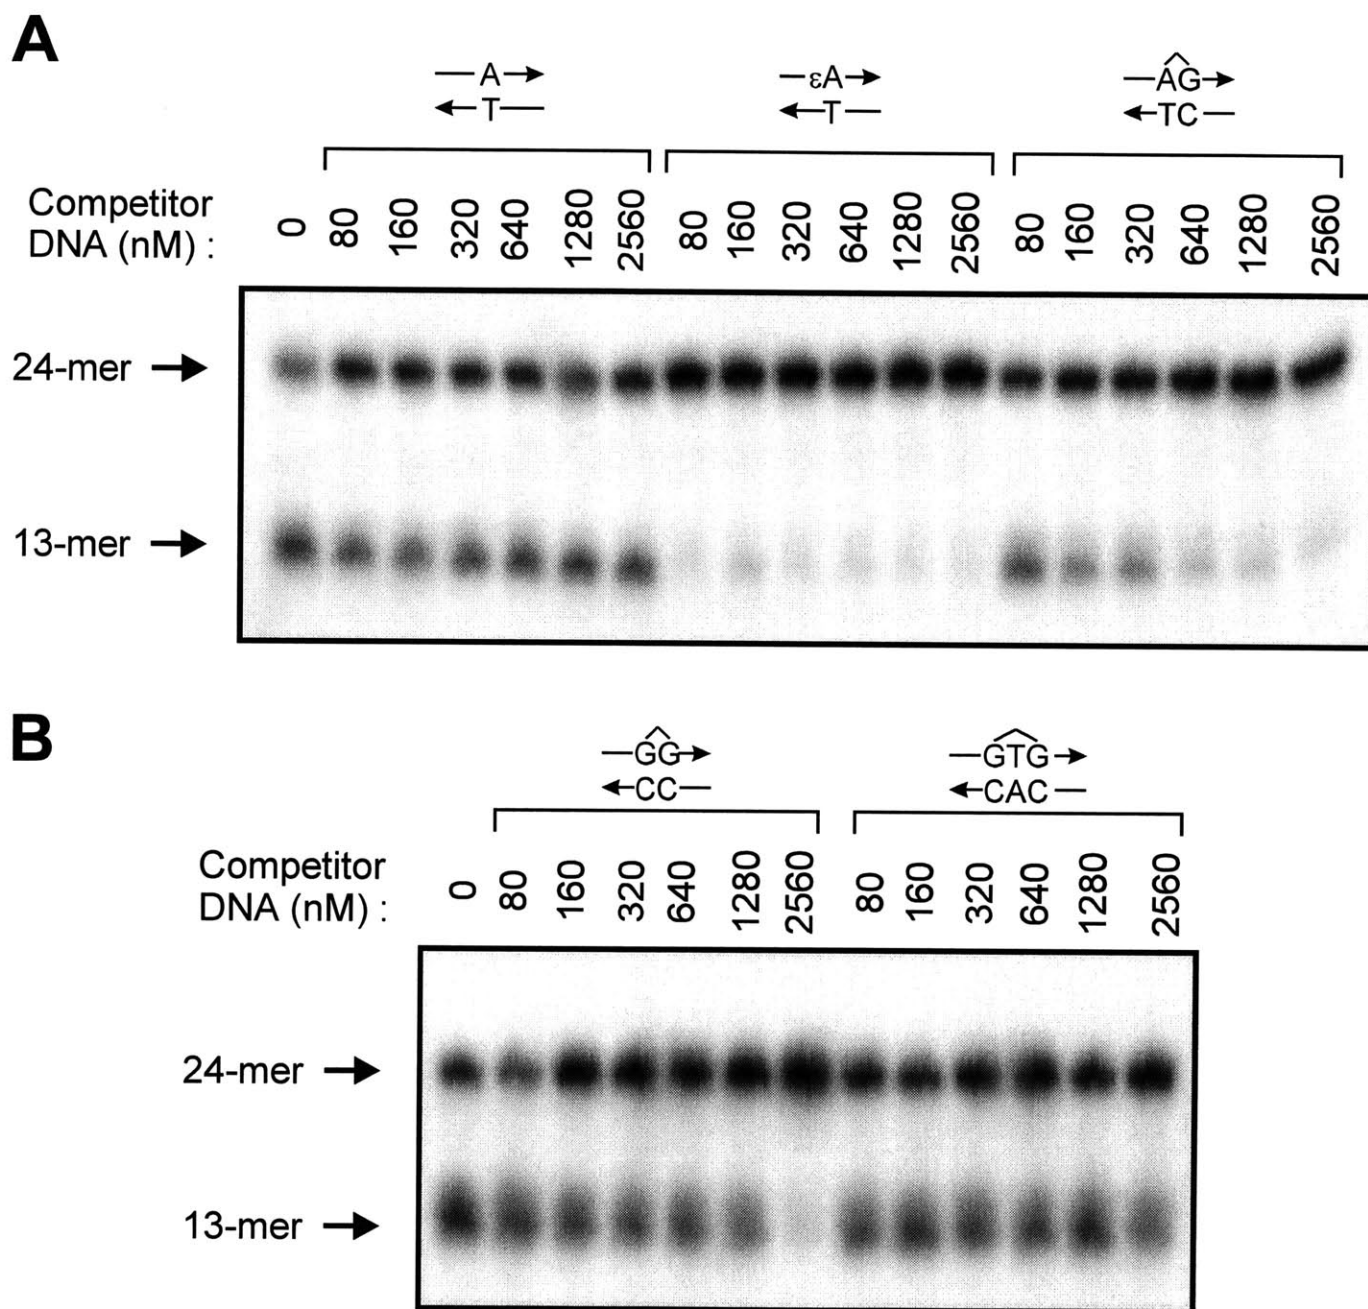 A
A εA AG
T T TC
Competitor
DNA (nM) :
0 80 160 320 640 1280 2560 80 160 320 640 1280 2560 80 160 320 640 1280 2560
24-mer
13-mer
B
GG GTG
CC CAC
Competitor
DNA (nM) :
0 80 160 320 640 1280 2560 80 160 320 640 1280 2560
24-mer
13-mer